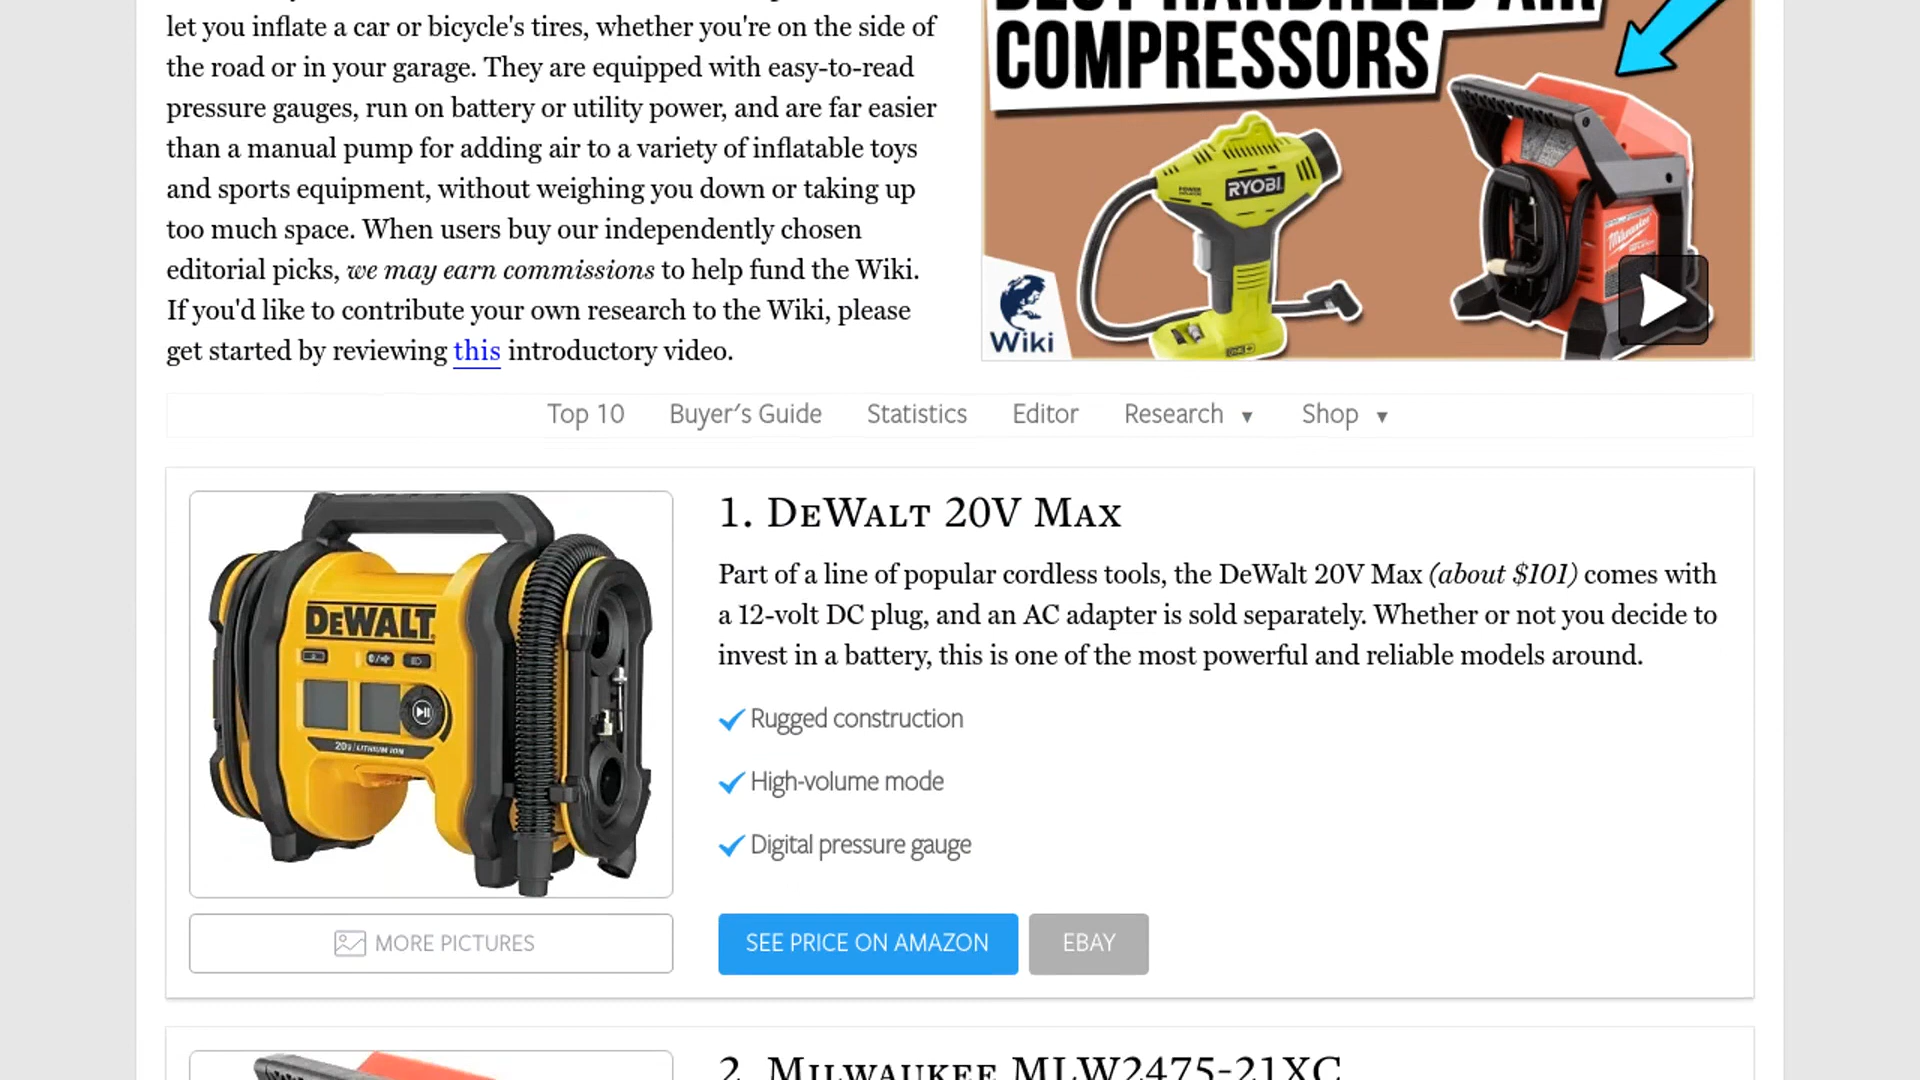 let you inflate a car or bicycle's tires, whether you're on the side of
the road or in your garage. They are equipped with easy-to-read
pressure gauges, run on battery or utility power, and are far easier
than a manual pump for adding air to a variety of inflatable toys
and sports equipment, without weighing you down or taking up
too much space. When users buy our independently chosen
editorial picks, we may earn commissions to help fund the Wiki.
If you'd like to contribute your own research to the Wiki, please
get started by reviewing this introductory video.
BEST HANDHELD AIR
COMPRESSORS
RYOBI
Milwaukee
Wiki
Top 10 Buyer's Guide Statistics Editor Research ▼ Shop ▼
DEWALT
20V LITHIUM ION
MORE PICTURES
1. DeWalt 20V Max
Part of a line of popular cordless tools, the DeWalt 20V Max (about $101) comes with
a 12-volt DC plug, and an AC adapter is sold separately. Whether or not you decide to
invest in a battery, this is one of the most powerful and reliable models around.
Rugged construction
High-volume mode
Digital pressure gauge
SEE PRICE ON AMAZON EBAY
2. Milwaukee MLW2475-21XC